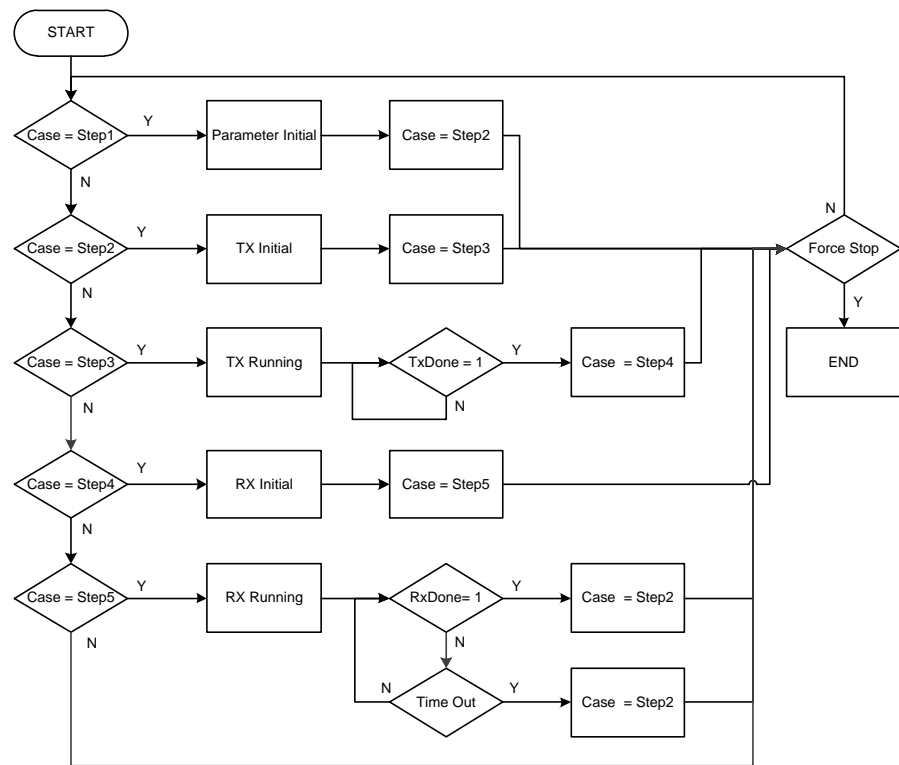 START
Case = Step1
Y
Parameter Initial
Case = Step2
N
N
Case = Step2
Y
TX Initial
Case = Step3
Force Stop
N
Y
Case = Step3
Y
TX Running
TxDone = 1
Y
Case = Step4
END
N
N
Case = Step4
Y
RX Initial
Case = Step5
N
Case = Step5
Y
RX Running
RxDone= 1
Y
Case = Step2
N
N
N
Time Out
Y
Case = Step2